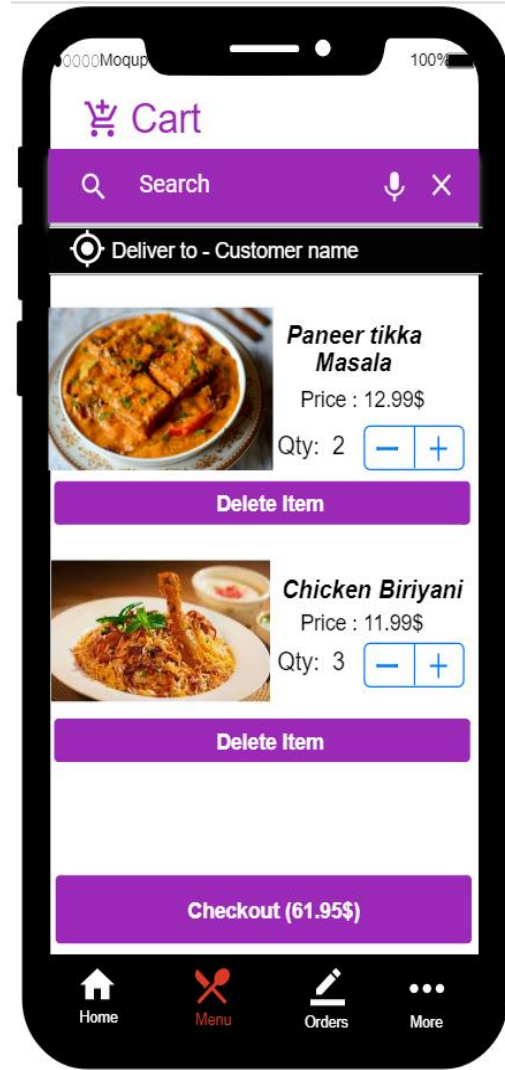 Moqup
100%
Cart
Search
Deliver to - Customer name
Paneer tikka
Masala
Price : 12.99$
Qty: 2
Delete Item
Chicken Biriyani
Price : 11.99$
Qty: 3
Delete Item
Checkout (61.95$)
Home
Menu
Orders
More